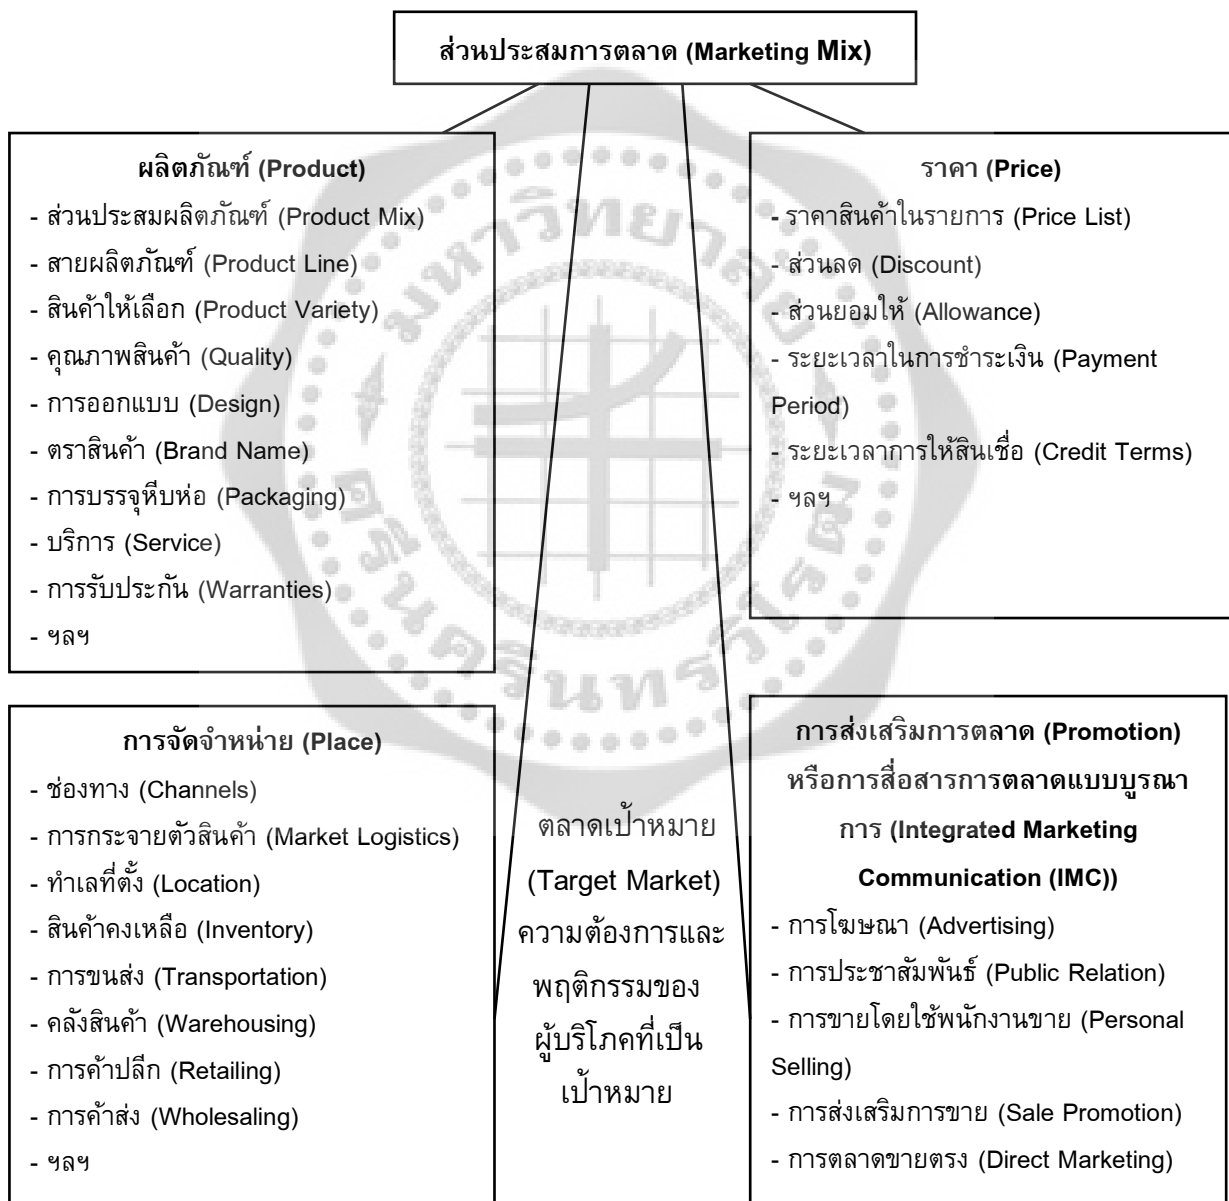 ส่วนประสมการตลาด (Marketing Mix)
ผลิตภัณฑ์ (Product)
- ส่วนประสมผลิตภัณฑ์ (Product Mix)
- สายผลิตภัณฑ์ (Product Line)
- สินค้าให้เลือก (Product Variety)
- คุณภาพสินค้า (Quality)
- การออกแบบ (Design)
- ตราสินค้า (Brand Name)
- การบรรจุหีบห่อ (Packaging)
- บริการ (Service)
- การรับประกัน (Warranties)
- ฯลฯ
ราคา (Price)
- ราคาสินค้าในรายการ (Price List)
- ส่วนลด (Discount)
- ส่วนยอมให้ (Allowance)
- ระยะเวลาในการชำระเงิน (Payment
Period)
- ระยะเวลาการให้สินเชื่อ (Credit Terms)
- ฯลฯ
การจัดจำหน่าย (Place)
- ช่องทาง (Channels)
- การกระจายตัวสินค้า (Market Logistics)
- ทำเลที่ตั้ง (Location)
- สินค้าคงเหลือ (Inventory)
- การขนส่ง (Transportation)
- คลังสินค้า (Warehousing)
- การค้าปลีก (Retailing)
- การค้าส่ง (Wholesaling)
- ฯลฯ
ตลาดเป้าหมาย
(Target Market)
ความต้องการและ
พฤติกรรมของ
ผู้บริโภคที่เป็น
เป้าหมาย
การส่งเสริมการตลาด (Promotion)
หรือการสื่อสารการตลาดแบบบูรณา
การ (Integrated Marketing
Communication (IMC))
- การโฆษณา (Advertising)
- การประชาสัมพันธ์ (Public Relation)
- การขายโดยใช้พนักงานขาย (Personal
Selling)
- การส่งเสริมการขาย (Sale Promotion)
- การตลาดขายตรง (Direct Marketing)
มหาวิทยาลัย
ศรีนครินทรวิโรฒ